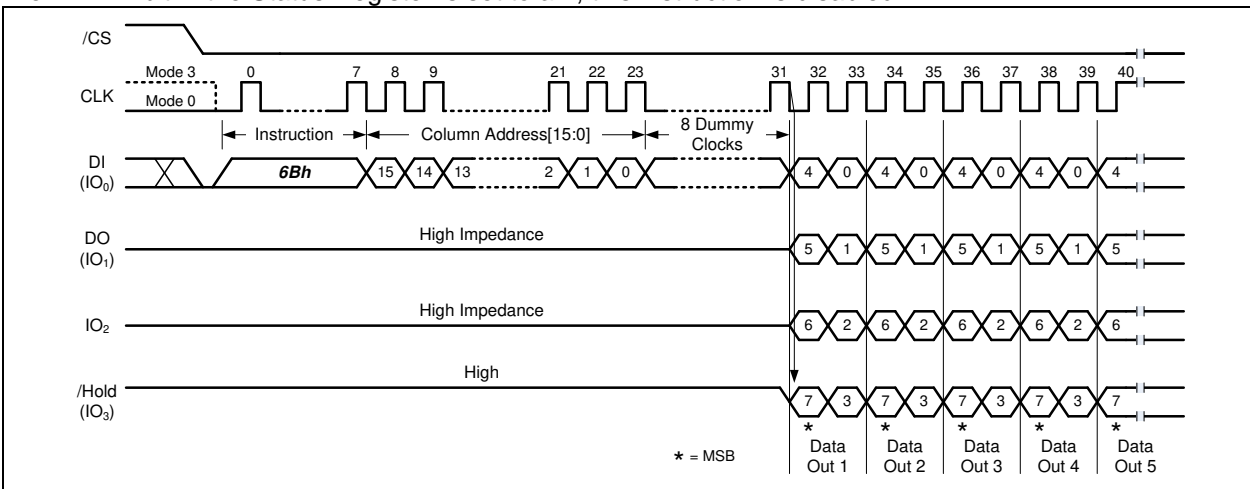 /CS
Mode 3 0 7 8 9 21 22 23 31 32 33 34 35 36 37 38 39 40
CLK Mode 0
Instruction Column Address[15:0] 8 Dummy
Clocks
DI
(IO₀) 6Bh 15 14 13 2 1 0 4 0 4 0 4 0 4 0 4
DO
(IO₁) High Impedance 5 1 5 1 5 1 5 1 5
IO₂ High Impedance 6 2 6 2 6 2 6 2 6
/Hold
(IO₃) High 7 3 7 3 7 3 7 3 7
* * * * *
* = MSB
Data Data Data Data Data
Out 1 Out 2 Out 3 Out 4 Out 5